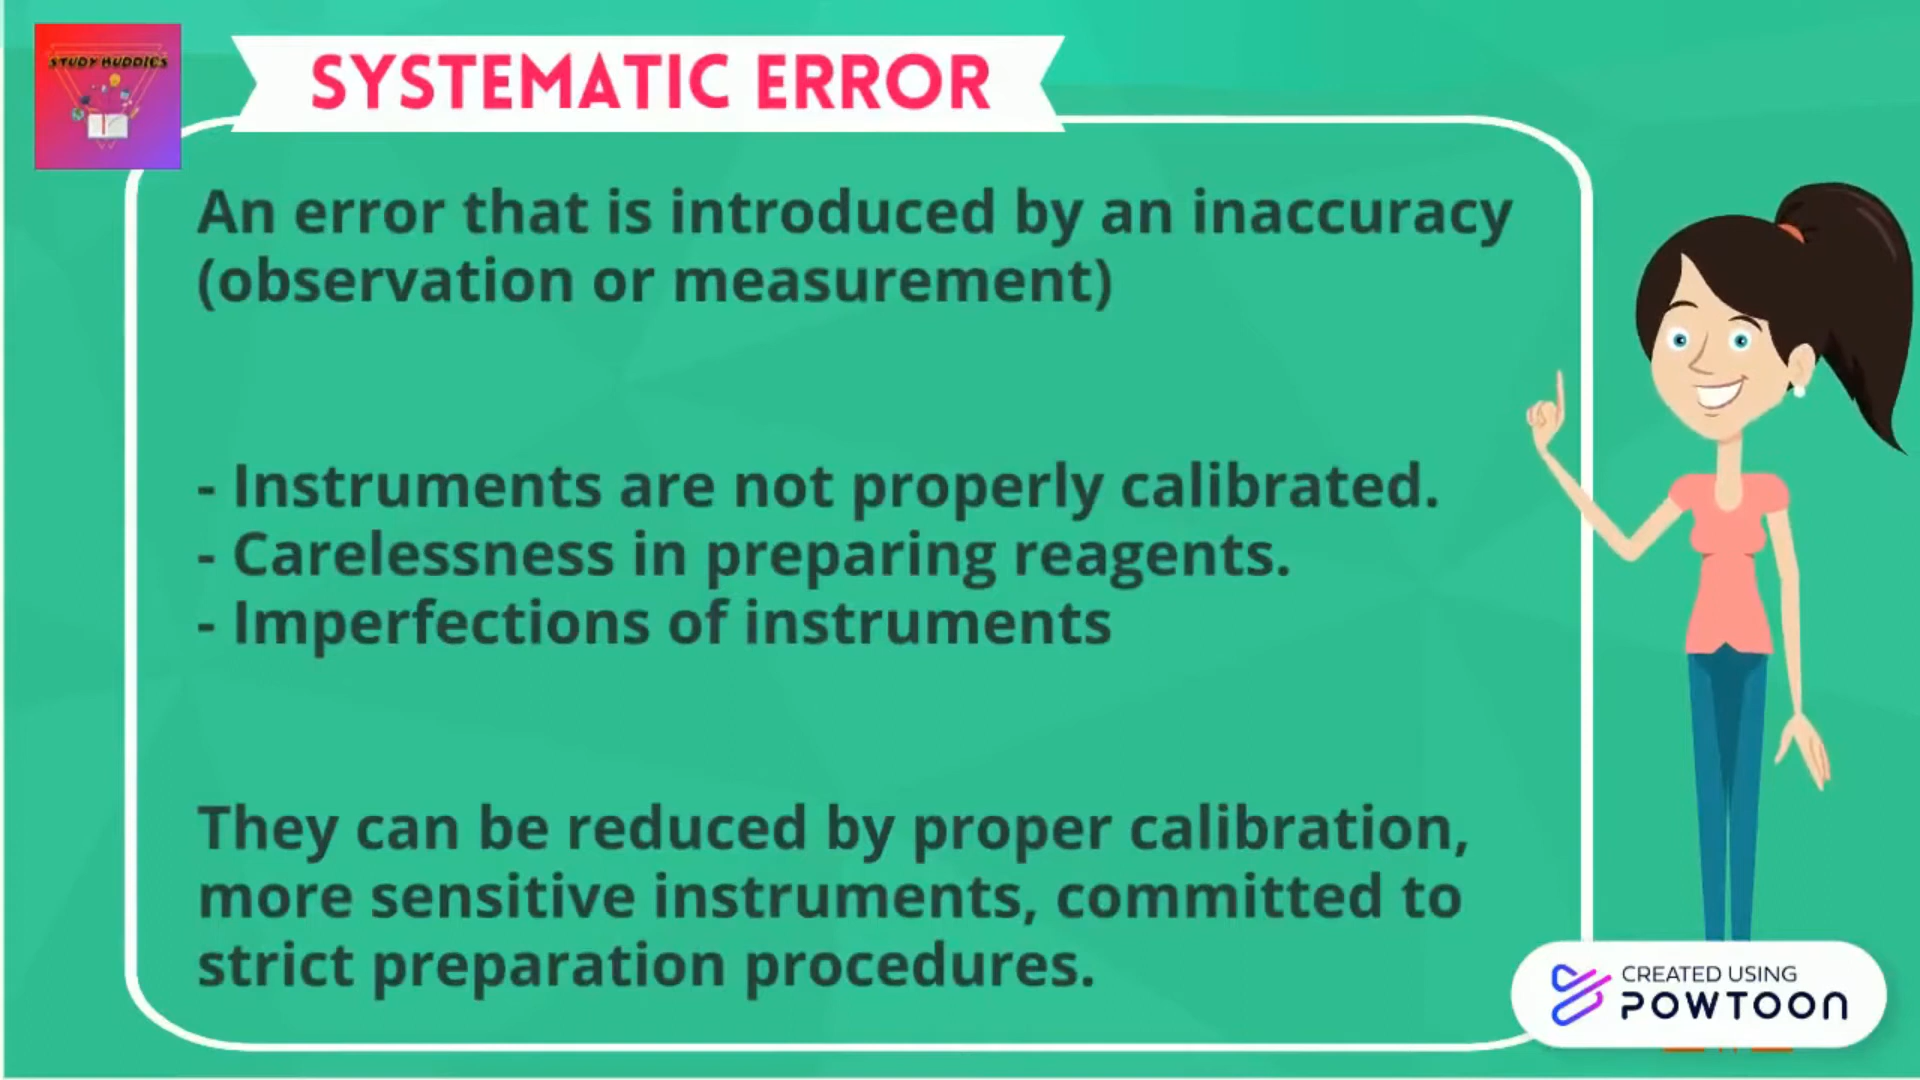 STUDY BUDDIES
SYSTEMATIC ERROR
An error that is introduced by an inaccuracy
(observation or measurement)
- Instruments are not properly calibrated.
- Carelessness in preparing reagents.
- Imperfections of instruments
They can be reduced by proper calibration,
more sensitive instruments, committed to
strict preparation procedures.
CREATED USING
POWTOON